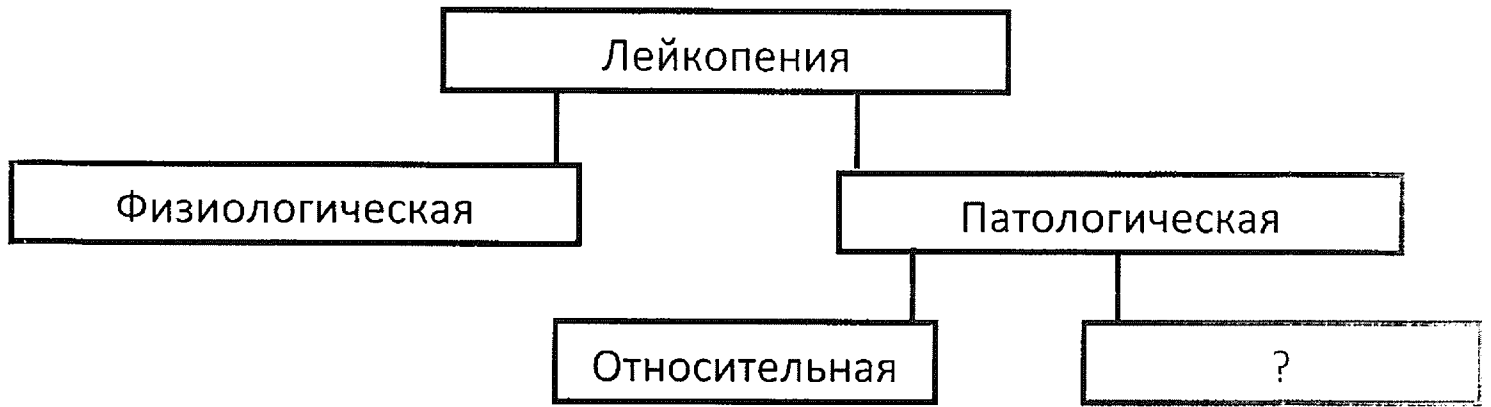 Лейкопения
Физиологическая
Патологическая
Относительная
?